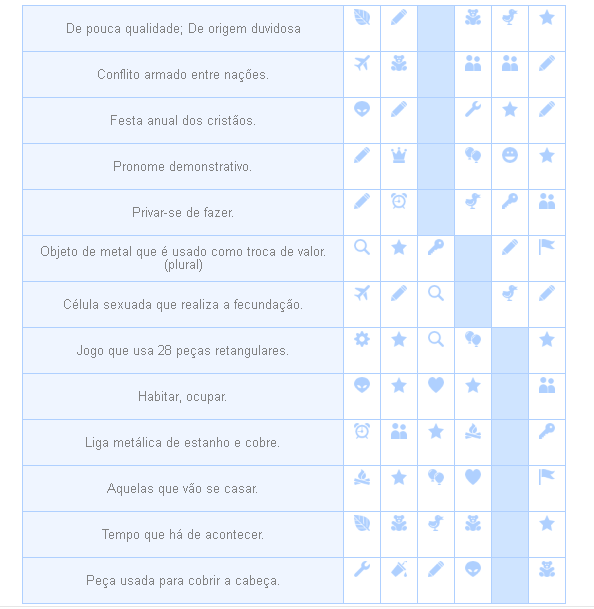 De pouca qualidade; De origem duvidosa
Conflito armado entre nações.
Festa anual dos cristãos.
Pronome demonstrativo.
Privar-se de fazer.
Objeto de metal que é usado como troca de valor.
(plural)
Célula sexuada que realiza a fecundação.
Jogo que usa 28 peças retangulares.
Habitar, ocupar.
Liga metálica de estanho e cobre.
Aquelas que vão se casar.
Tempo que há de acontecer.
Peça usada para cobrir a cabeça.